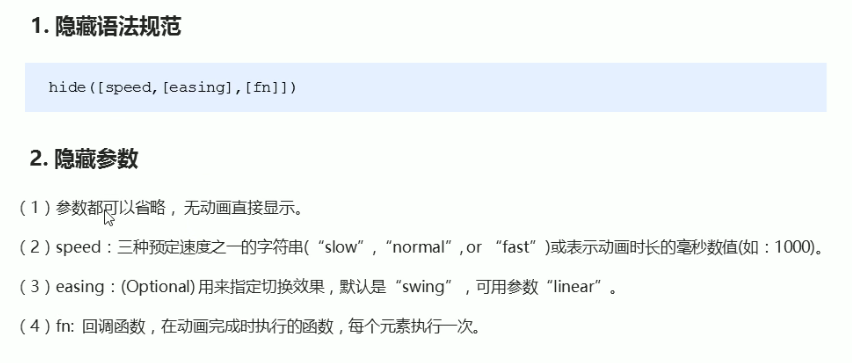 1. 隐藏语法规范
hide([speed,[easing],[fn]])
2. 隐藏参数
（1）参数都可以省略， 无动画直接显示。
（2）speed：三种预定速度之一的字符串(“slow”,“normal”, or “fast”)或表示动画时长的毫秒数值(如：1000)。
（3）easing：(Optional) 用来指定切换效果，默认是“swing”，可用参数“linear”。
（4）fn: 回调函数，在动画完成时执行的函数，每个元素执行一次。